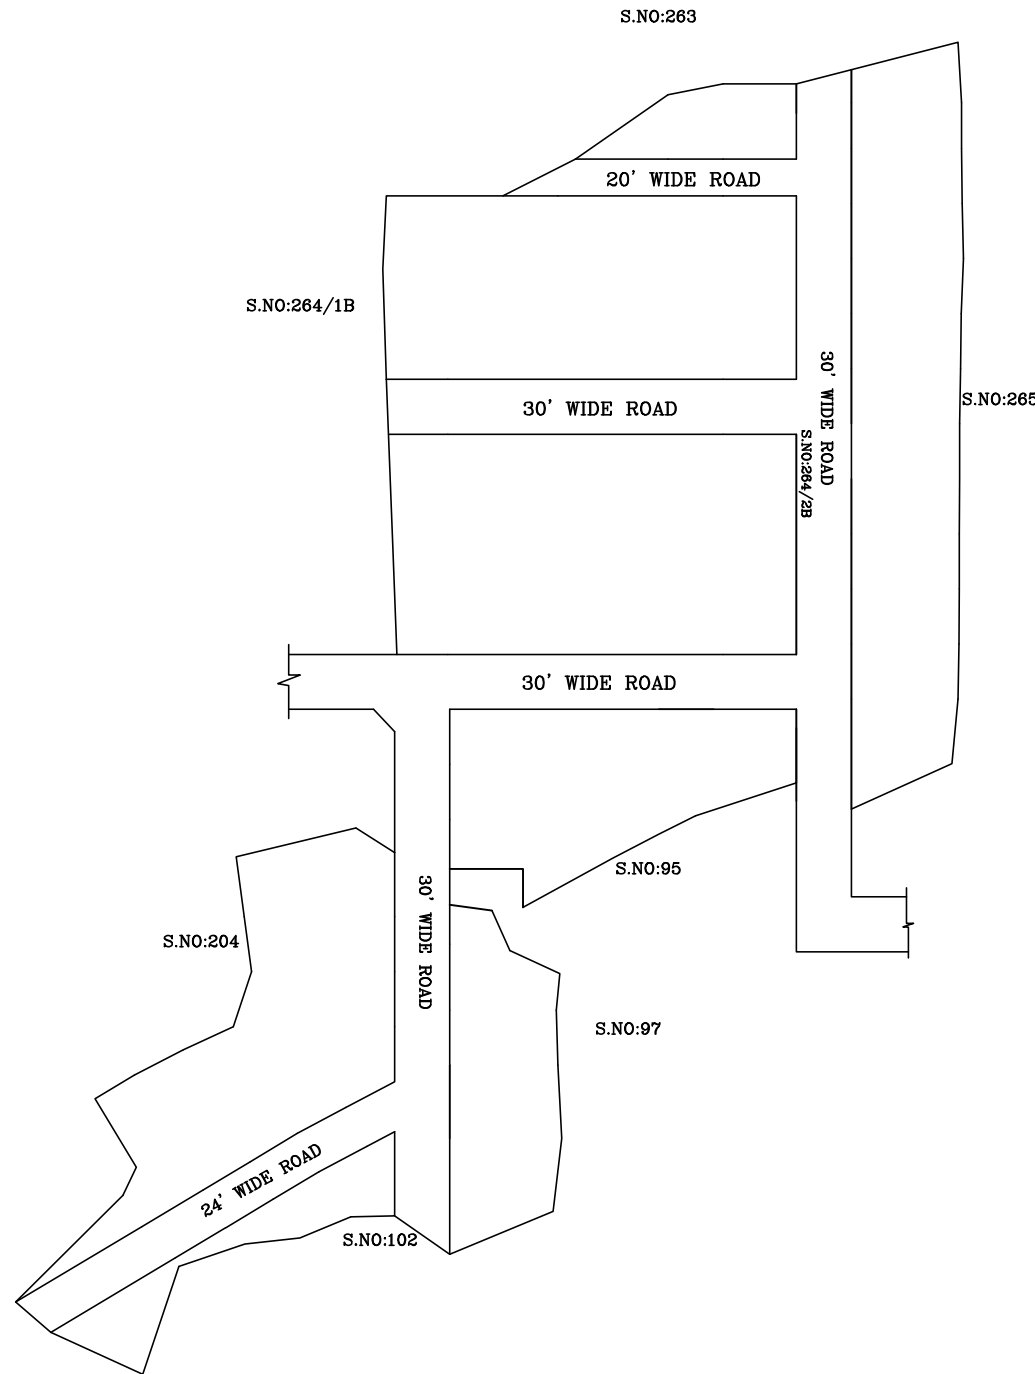 S.NO:263
20' WIDE ROAD
S.NO:264/1B
30' WIDE ROAD
S.NO:265
30' WIDE ROAD
S.NO:264/2B
30' WIDE ROAD
S.NO:95
30' WIDE ROAD
S.NO:204
S.NO:97
24' WIDE ROAD
S.NO:102